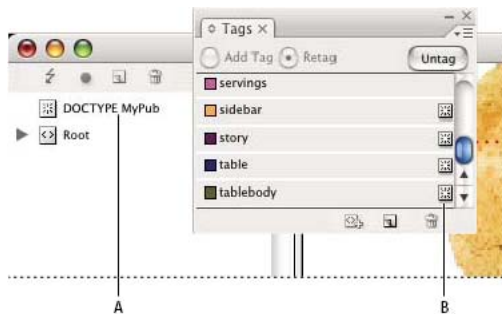 Tags ×
Add Tag Retag Untag
servings
sidebar
story
table
tablebody
DOCTYPE MyPub
Root
A B